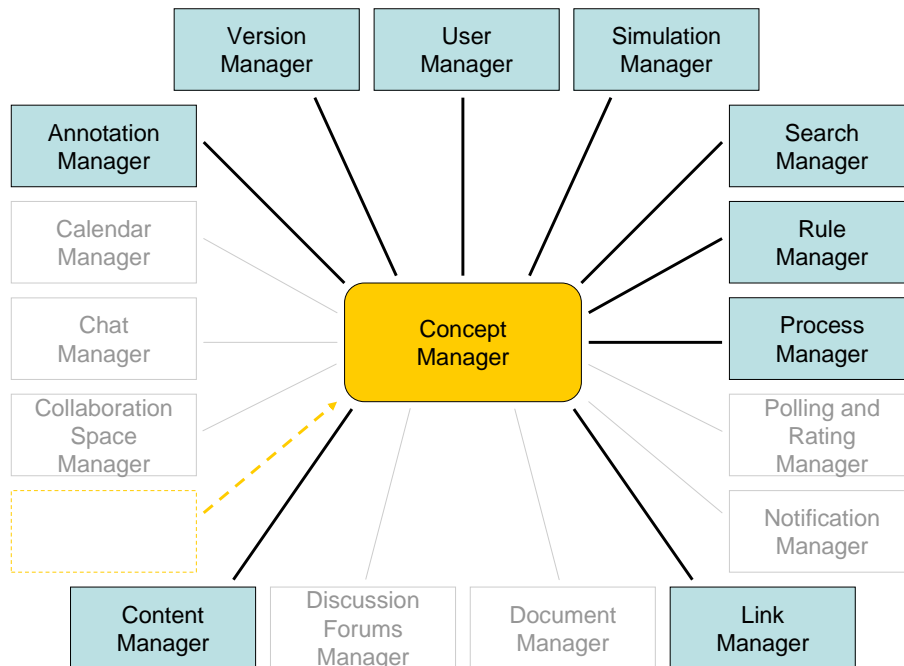 Version
Manager
User
Manager
Simulation
Manager
Annotation
Manager
Search
Manager
Calendar
Manager
Rule
Manager
Chat
Manager
Concept
Manager
Process
Manager
Collaboration
Space
Manager
Polling and
Rating
Manager
Notification
Manager
Content
Manager
Discussion
Forums
Manager
Document
Manager
Link
Manager